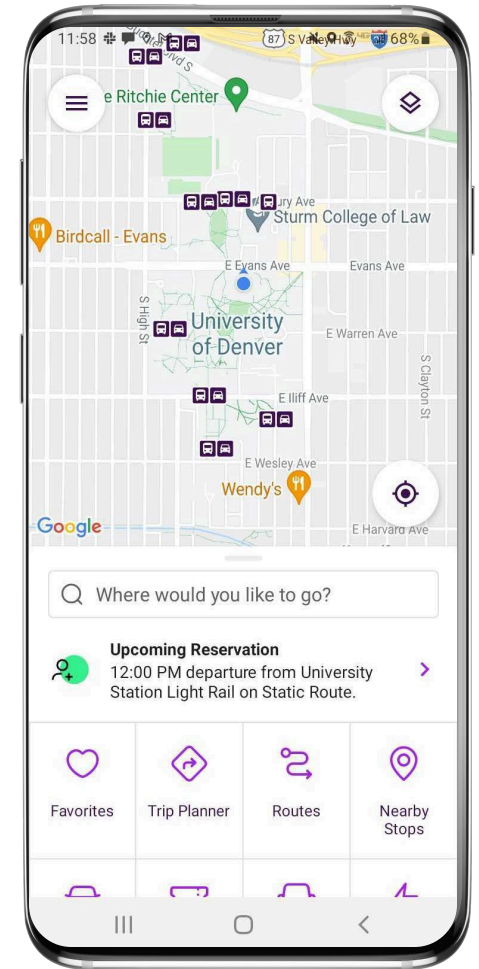 11:58
87
S Valley Hwy
68%
e Ritchie Center
Sturm College of Law
Birdcall - Evans
E Evans Ave
Evans Ave
S High St
University
of Denver
E Warren Ave
S Clayton St
E Iliff Ave
E Wesley Ave
Wendy's
Google
E Harvard Ave
Where would you like to go?
Upcoming Reservation
12:00 PM departure from University
Station Light Rail on Static Route.
Favorites
Trip Planner
Routes
Nearby
Stops